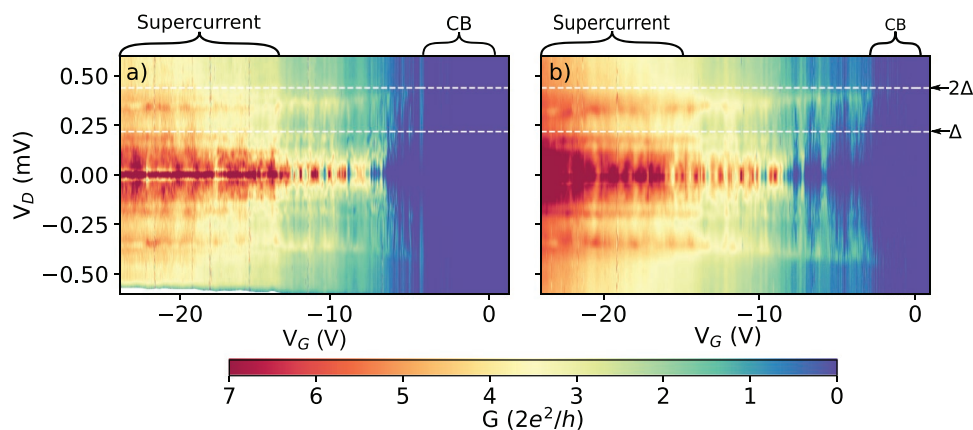 Supercurrent
CB
Supercurrent
CB
a)
b)
0.50
0.25
0.00
−0.25
−0.50
V_D (mV)
2Δ
Δ
−20
−10
0
−20
−10
0
V_G (V)
V_G (V)
7
6
5
4
3
2
1
0
G (2e²/h)